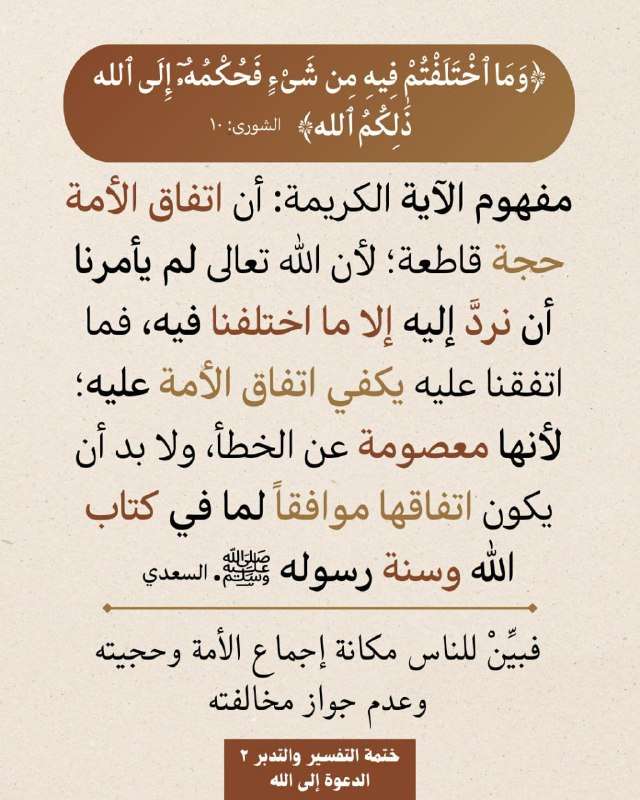 ﴿وَمَا ٱخْتَلَفْتُمْ فِيهِ مِن شَىْءٍ فَحُكْمُهُۥٓ إِلَى ٱلله
ذَٰلِكُمُ ٱلله﴾ الشورى: ١٠
مفهوم الآية الكريمة: أن اتفاق الأمة
حجة قاطعة؛ لأن الله تعالى لم يأمرنا
أن نردَّ إليه إلا ما اختلفنا فيه، فما
اتفقنا عليه يكفي اتفاق الأمة عليه؛
لأنها معصومة عن الخطأ، ولا بد أن
يكون اتفاقها موافقاً لما في كتاب
الله وسنة رسوله ﷺ. السعدي
فبيِّنْ للناس مكانة إجماع الأمة وحجيته
وعدم جواز مخالفته
ختمة التفسير والتدبر ٢
الدعوة إلى الله